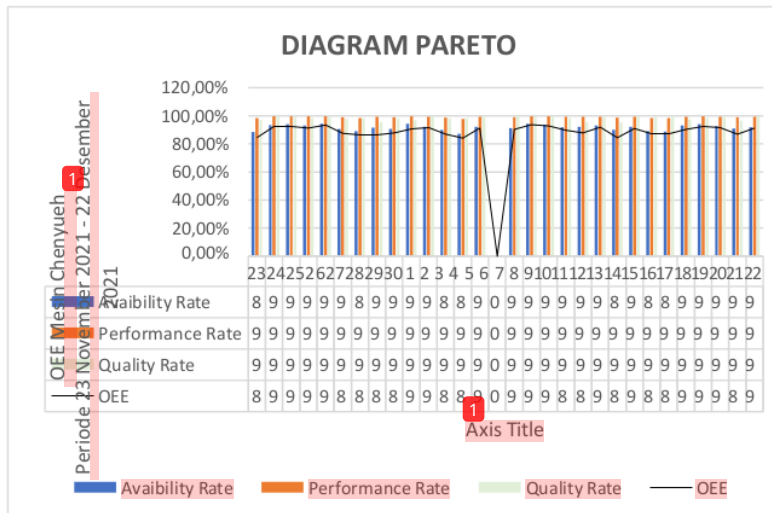 DIAGRAM PARETO
120,00%
100,00%
80,00%
60,00%
40,00%
20,00%
0,00%
OEE Mesin Chenyueh
Periode 23 November 2021 - 22 Desember
2021
1
23 24 25 26 27 28 29 30 1 2 3 4 5 6 7 8 9 10 11 12 13 14 15 16 17 18 19 20 21 22
Avaibility Rate 8 9 9 9 9 9 8 9 9 9 9 8 8 9 0 9 9 9 9 9 9 8 9 8 8 9 9 9 9 9
Performance Rate 9 9 9 9 9 9 9 9 9 9 9 9 9 9 0 9 9 9 9 9 9 9 9 9 9 9 9 9 9 9
Quality Rate 9 9 9 9 9 9 9 9 9 9 9 9 9 9 0 9 9 9 9 9 9 9 9 9 9 9 9 9 9 9
OEE 8 9 9 9 9 8 8 8 8 9 9 8 8 9 0 9 9 9 9 8 9 8 9 8 8 9 9 9 8 9
1
Axis Title
Avaibility Rate Performance Rate Quality Rate OEE